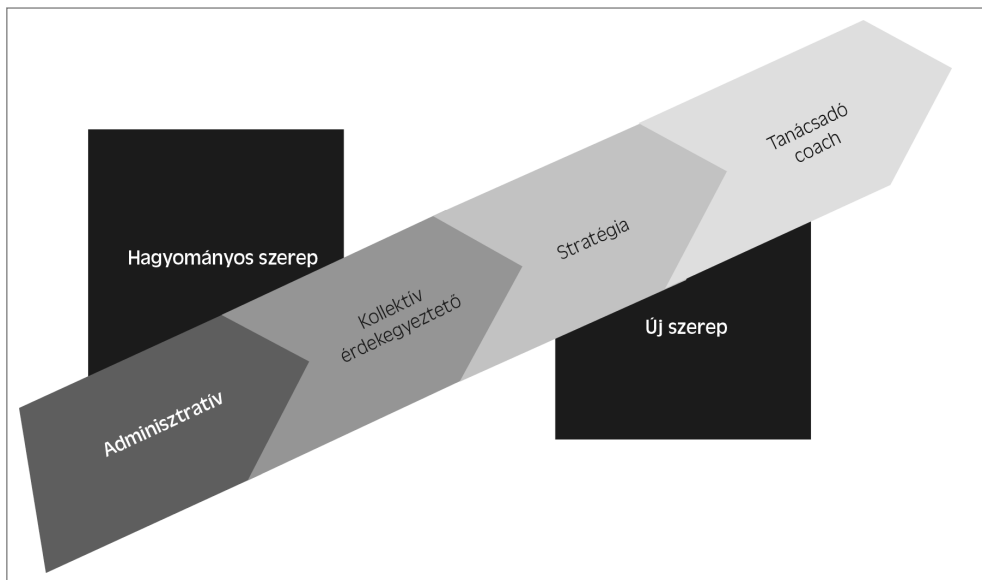 Hagyományos szerep
Adminisztratív
Kollektív
érdekegyeztető
Stratégia
Tanácsadó
coach
Új szerep